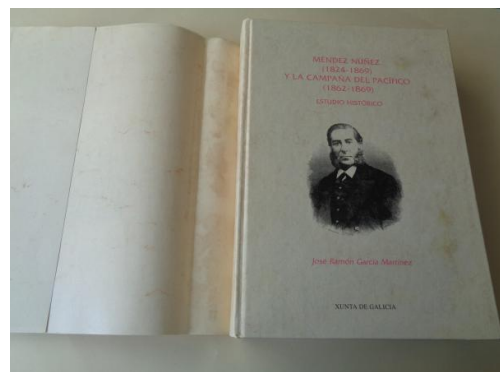 MÉNDEZ NÚÑEZ
(1824-1869)
Y LA CAMPAÑA DEL PACÍFICO
(1862-1869)
ESTUDIO HISTÓRICO
José Ramón García Martínez
XUNTA DE GALICIA